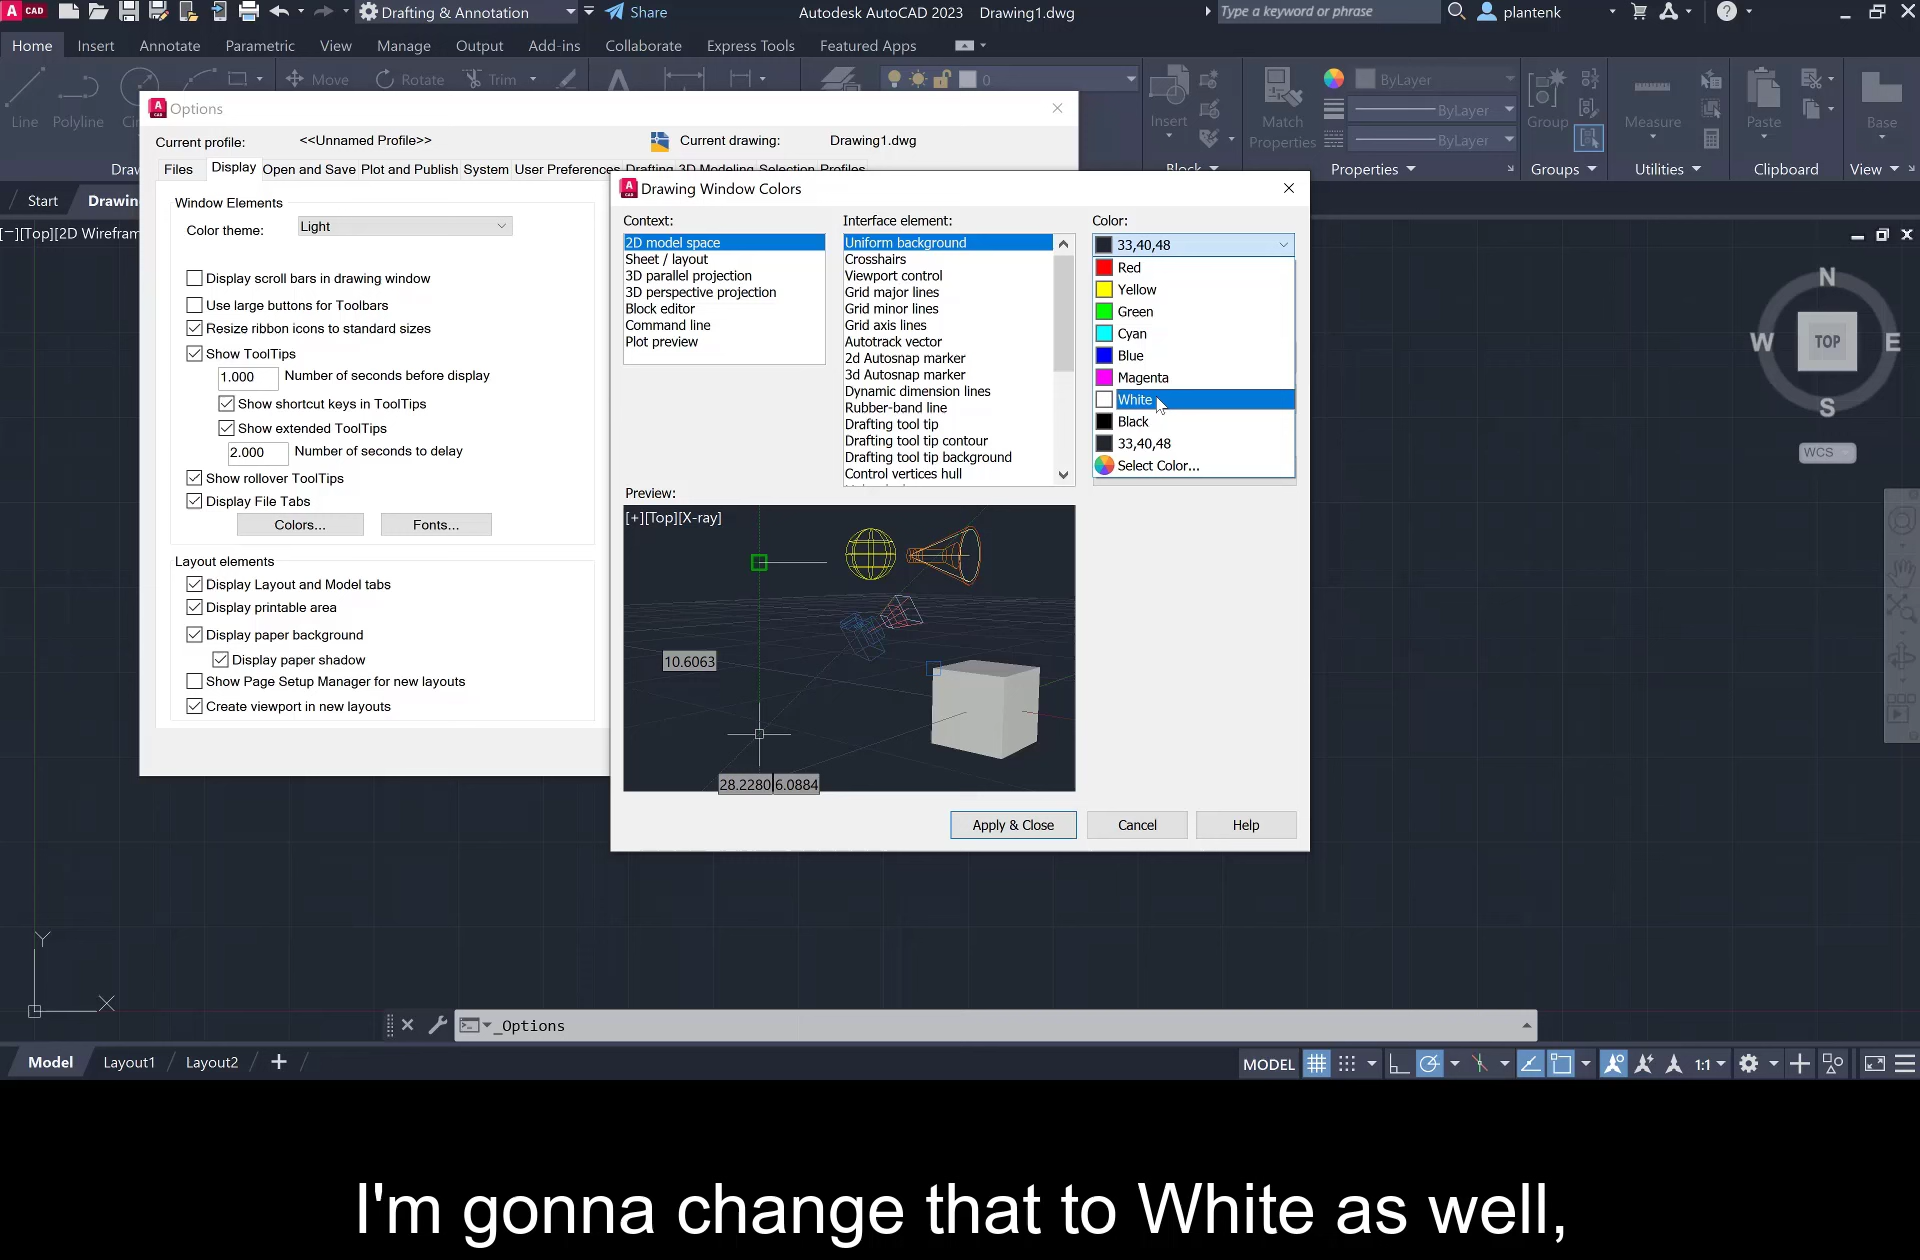 A CAD
Drafting & Annotation
Share
Autodesk AutoCAD 2023 Drawing1.dwg
Type a keyword or phrase
plantenk
Home Insert Annotate Parametric View Manage Output Add-ins Collaborate Express Tools Featured Apps
Move Rotate Trim
0
ByLayer
Line Polyline
Insert
Match
Properties
ByLayer
ByLayer
Group
Measure
Paste
Base
Block Properties Groups Utilities Clipboard View
Start
[−][Top][2D
Options
Current profile: <<Unnamed Profile>> Current drawing: Drawing1.dwg
Files Display Open and Save Plot and Publish System User Preferences Drafting 3D Modeling Selection Profiles
Window Elements
Color theme: Light
Display scroll bars in drawing window
Use large buttons for Toolbars
Resize ribbon icons to standard sizes
Show ToolTips
1.000 Number of seconds before display
Show shortcut keys in ToolTips
Show extended ToolTips
2.000 Number of seconds to delay
Show rollover ToolTips
Display File Tabs
Colors... Fonts...
Layout elements
Display Layout and Model tabs
Display printable area
Display paper background
Display paper shadow
Show Page Setup Manager for new layouts
Create viewport in new layouts
Drawing Window Colors
Context:
2D model space
Sheet / layout
3D parallel projection
3D perspective projection
Block editor
Command line
Plot preview
Interface element:
Uniform background
Crosshairs
Viewport control
Grid major lines
Grid minor lines
Grid axis lines
Autotrack vector
2d Autosnap marker
3d Autosnap marker
Dynamic dimension lines
Rubber-band line
Drafting tool tip
Drafting tool tip contour
Drafting tool tip background
Control vertices hull
Color:
33,40,48
Red
Yellow
Green
Cyan
Blue
Magenta
White
Black
33,40,48
Select Color...
Preview:
[+][Top][X-ray]
10.6063
28.2280 6.0884
Apply & Close Cancel Help
N
W TOP E
S
WCS
Y
X
_Options
Model Layout1 Layout2
MODEL 1:1
I'm gonna change that to White as well,